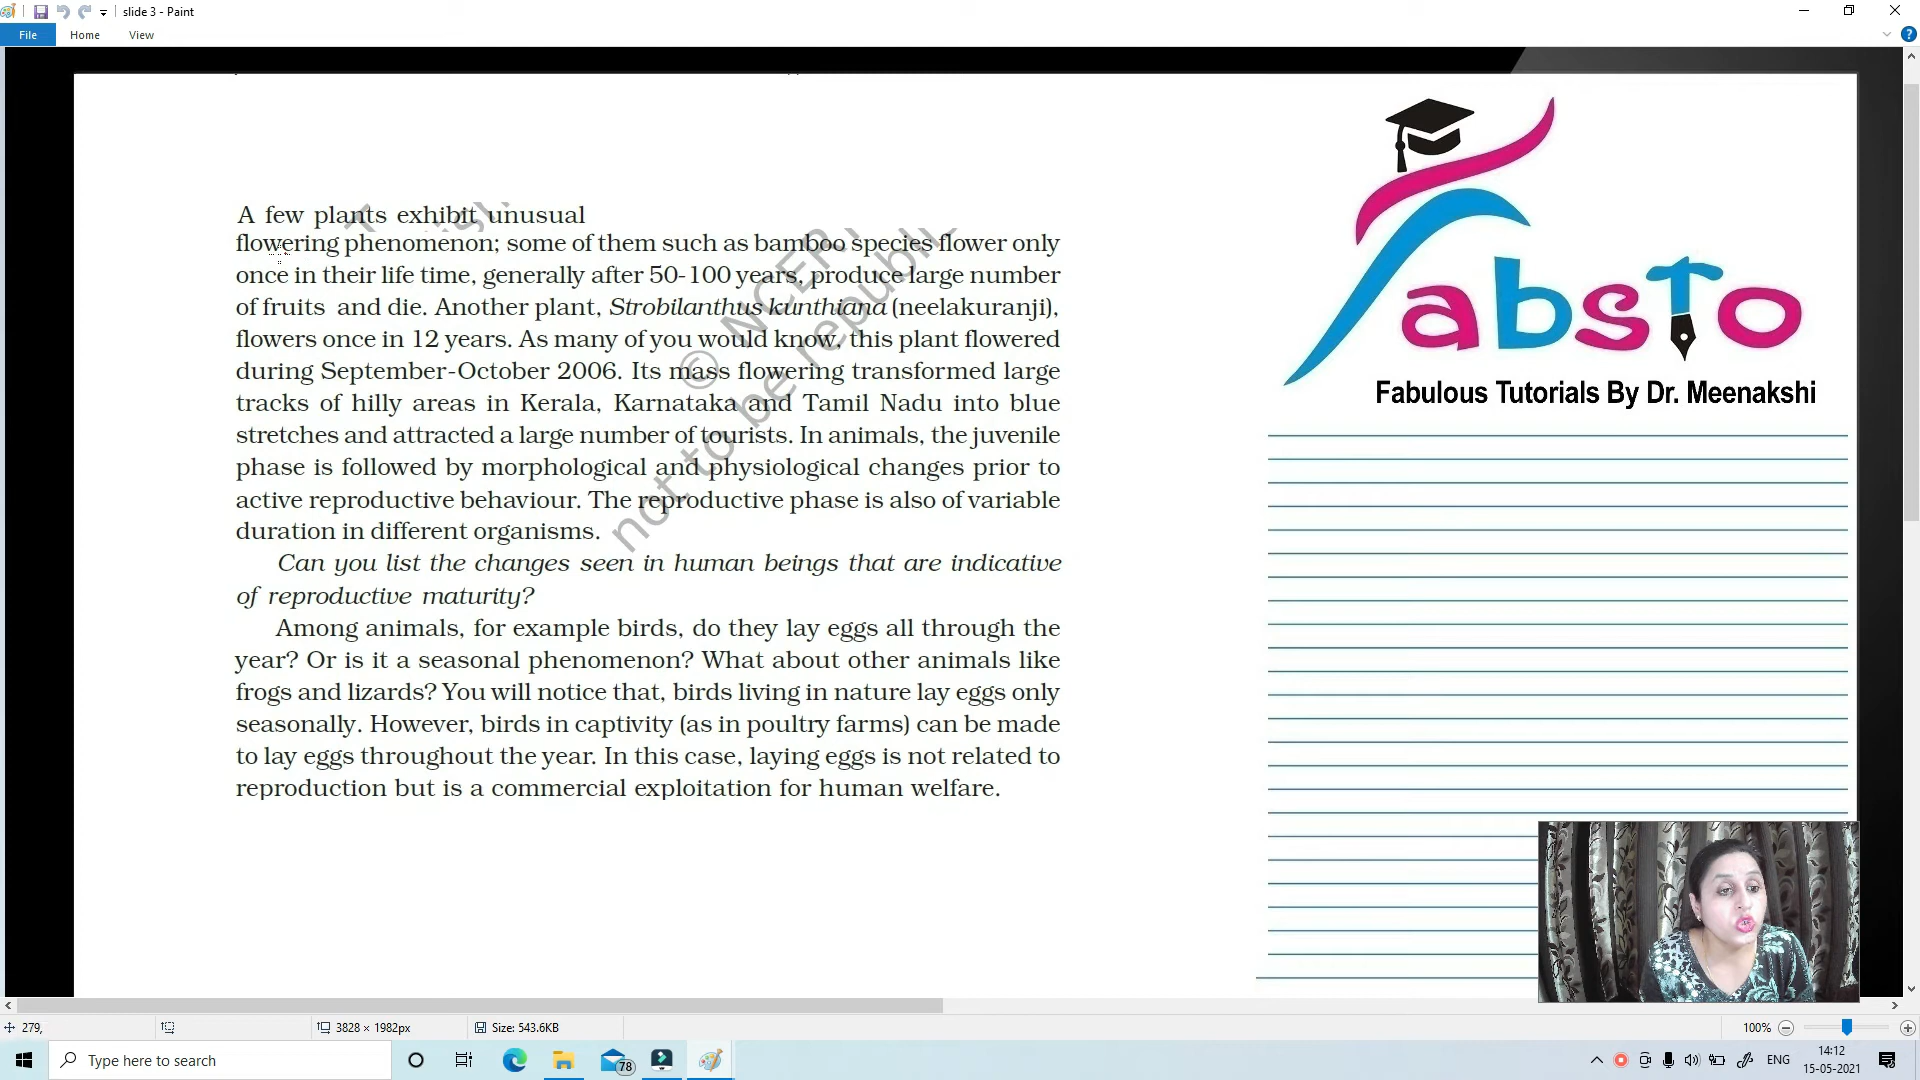 slide 3 - Paint
File Home View
A few plants exhibit unusual
flowering phenomenon; some of them such as bamboo species flower only
once in their life time, generally after 50-100 years, produce large number
of fruits and die. Another plant, Strobilanthus kunthiana (neelakuranji),
flowers once in 12 years. As many of you would know, this plant flowered
during September-October 2006. Its mass flowering transformed large
tracks of hilly areas in Kerala, Karnataka and Tamil Nadu into blue
stretches and attracted a large number of tourists. In animals, the juvenile
phase is followed by morphological and physiological changes prior to
active reproductive behaviour. The reproductive phase is also of variable
duration in different organisms.
Can you list the changes seen in human beings that are indicative
of reproductive maturity?
Among animals, for example birds, do they lay eggs all through the
year? Or is it a seasonal phenomenon? What about other animals like
frogs and lizards? You will notice that, birds living in nature lay eggs only
seasonally. However, birds in captivity (as in poultry farms) can be made
to lay eggs throughout the year. In this case, laying eggs is not related to
reproduction but is a commercial exploitation for human welfare.
© NCERT
not to be republi
Fabsto
Fabulous Tutorials By Dr. Meenakshi
279,
3828 × 1982px
Size: 543.6KB
100%
Type here to search
78
ENG
14:12
15-05-2021